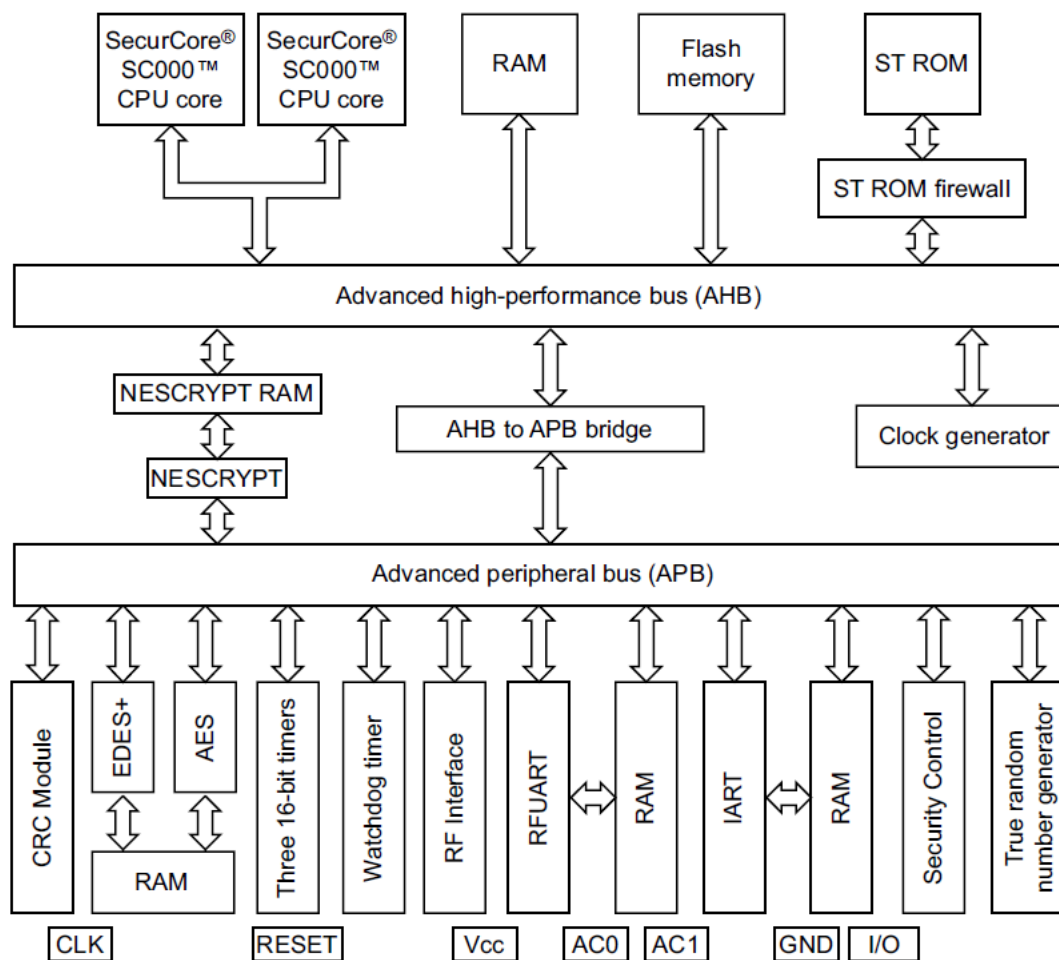 SecurCore®
SC000™
CPU core
SecurCore®
SC000™
CPU core
RAM
Flash
memory
ST ROM
ST ROM firewall
Advanced high-performance bus (AHB)
NESCRYPT RAM
AHB to APB bridge
Clock generator
NESCRYPT
Advanced peripheral bus (APB)
CRC Module
EDES+
AES
RAM
Three 16-bit timers
Watchdog timer
RF Interface
RFUART
RAM
IART
RAM
Security Control
True random
number generator
CLK
RESET
Vcc
AC0
AC1
GND
I/O